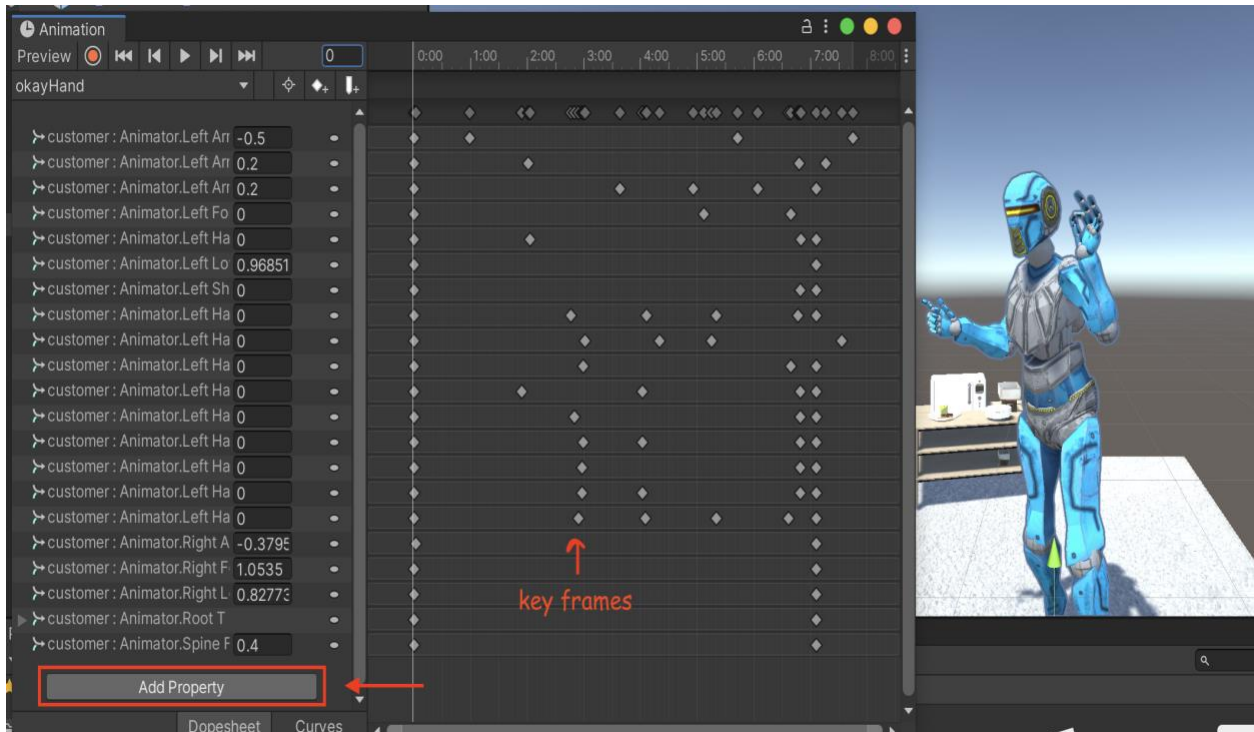 Animation
Preview 0 0:00 1:00 2:00 3:00 4:00 5:00 6:00 7:00 8:00
okayHand
customer : Animator.Left Arr -0.5
customer : Animator.Left Arr 0.2
customer : Animator.Left Arr 0.2
customer : Animator.Left Fo 0
customer : Animator.Left Ha 0
customer : Animator.Left Lo 0.96851
customer : Animator.Left Sh 0
customer : Animator.Left Ha 0
customer : Animator.Left Ha 0
customer : Animator.Left Ha 0
customer : Animator.Left Ha 0
customer : Animator.Left Ha 0
customer : Animator.Left Ha 0
customer : Animator.Left Ha 0
customer : Animator.Left Ha 0
customer : Animator.Left Ha 0
customer : Animator.Right A -0.3795
customer : Animator.Right F 1.0535
customer : Animator.Right L 0.82773
customer : Animator.Root T
customer : Animator.Spine F 0.4
key frames
Add Property
Dopesheet Curves